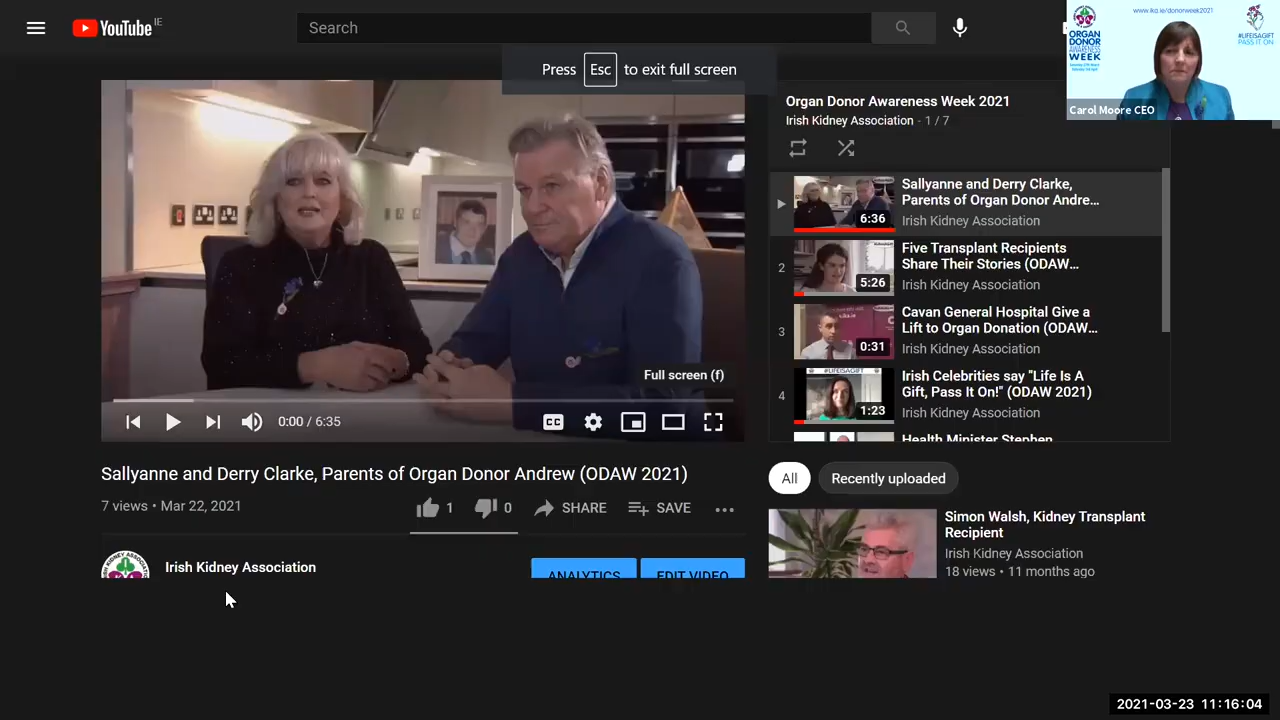 YouTube IE
Search
Press Esc to exit full screen
www.ika.ie/donorweek2021
ORGAN
DONOR
AWARENESS
WEEK
#LIFEISAGIFT
PASS IT ON
Carol Moore CEO
Organ Donor Awareness Week 2021
Irish Kidney Association - 1 / 7
6:36
Sallyanne and Derry Clarke,
Parents of Organ Donor Andre...
Irish Kidney Association
2
5:26
Five Transplant Recipients
Share Their Stories (ODAW...
Irish Kidney Association
3
0:31
Cavan General Hospital Give a
Lift to Organ Donation (ODAW...
Irish Kidney Association
4
#LIFEISAGIFT
1:23
Irish Celebrities say "Life Is A
Gift, Pass It On!" (ODAW 2021)
Irish Kidney Association
Health Minister Stephen
Full screen (f)
0:00 / 6:35
CC
Sallyanne and Derry Clarke, Parents of Organ Donor Andrew (ODAW 2021)
7 views • Mar 22, 2021
1
0
SHARE
SAVE
All
Recently uploaded
Irish Kidney Association
ANALYTICS
EDIT VIDEO
Simon Walsh, Kidney Transplant
Recipient
Irish Kidney Association
18 views • 11 months ago
2021-03-23 11:16:04